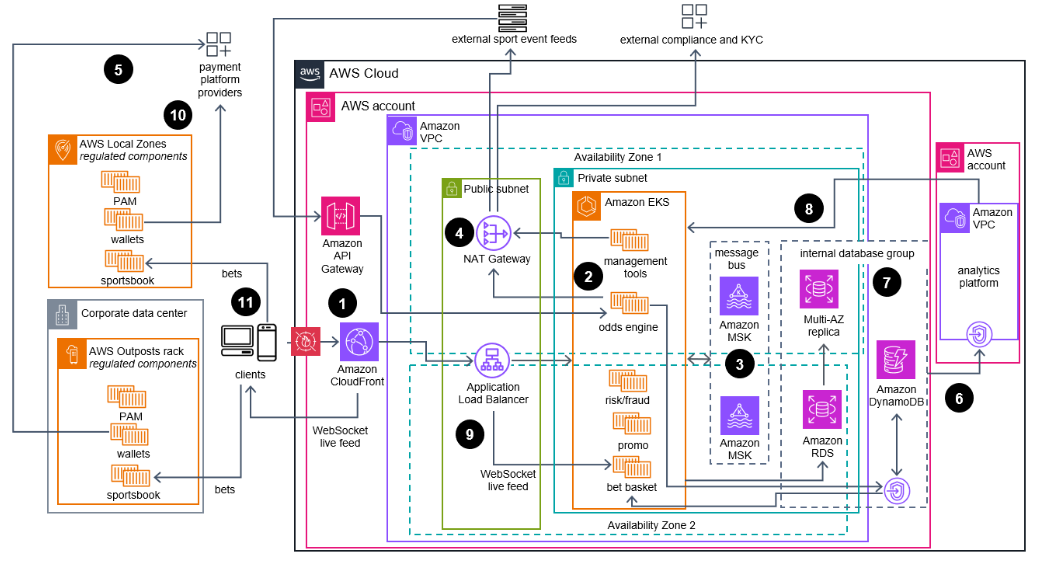 external sport event feeds
external compliance and KYC
5
payment
platform
providers
aws
AWS Cloud
10
AWS account
Amazon
VPC
AWS Local Zones
regulated components
PAM
wallets
sportsbook
Availability Zone 1
AWS
account
Public subnet
Private subnet
Amazon EKS
8
Amazon
VPC
Amazon
API
Gateway
4
NAT Gateway
management
tools
message
bus
internal database group
analytics
platform
bets
2
7
11
1
odds engine
Amazon
MSK
Multi-AZ
replica
Corporate data center
AWS Outposts rack
regulated components
clients
Amazon
CloudFront
Application
Load Balancer
3
Amazon
DynamoDB
6
PAM
wallets
sportsbook
bets
WebSocket
live feed
9
WebSocket
live feed
risk/fraud
promo
bet basket
Amazon
MSK
Amazon
RDS
Availability Zone 2